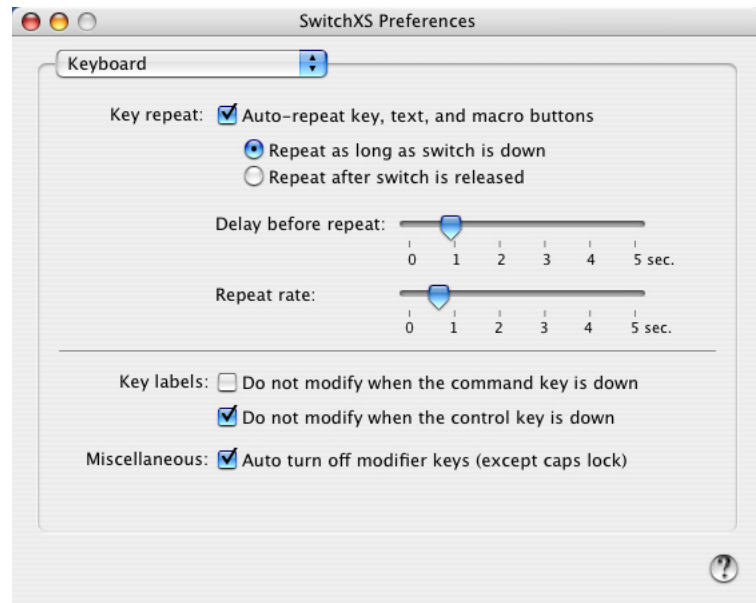 SwitchXS Preferences
Keyboard
Key repeat: Auto-repeat key, text, and macro buttons
Repeat as long as switch is down
Repeat after switch is released
Delay before repeat:
0 1 2 3 4 5 sec.
Repeat rate:
0 1 2 3 4 5 sec.
Key labels: Do not modify when the command key is down
Do not modify when the control key is down
Miscellaneous: Auto turn off modifier keys (except caps lock)
?